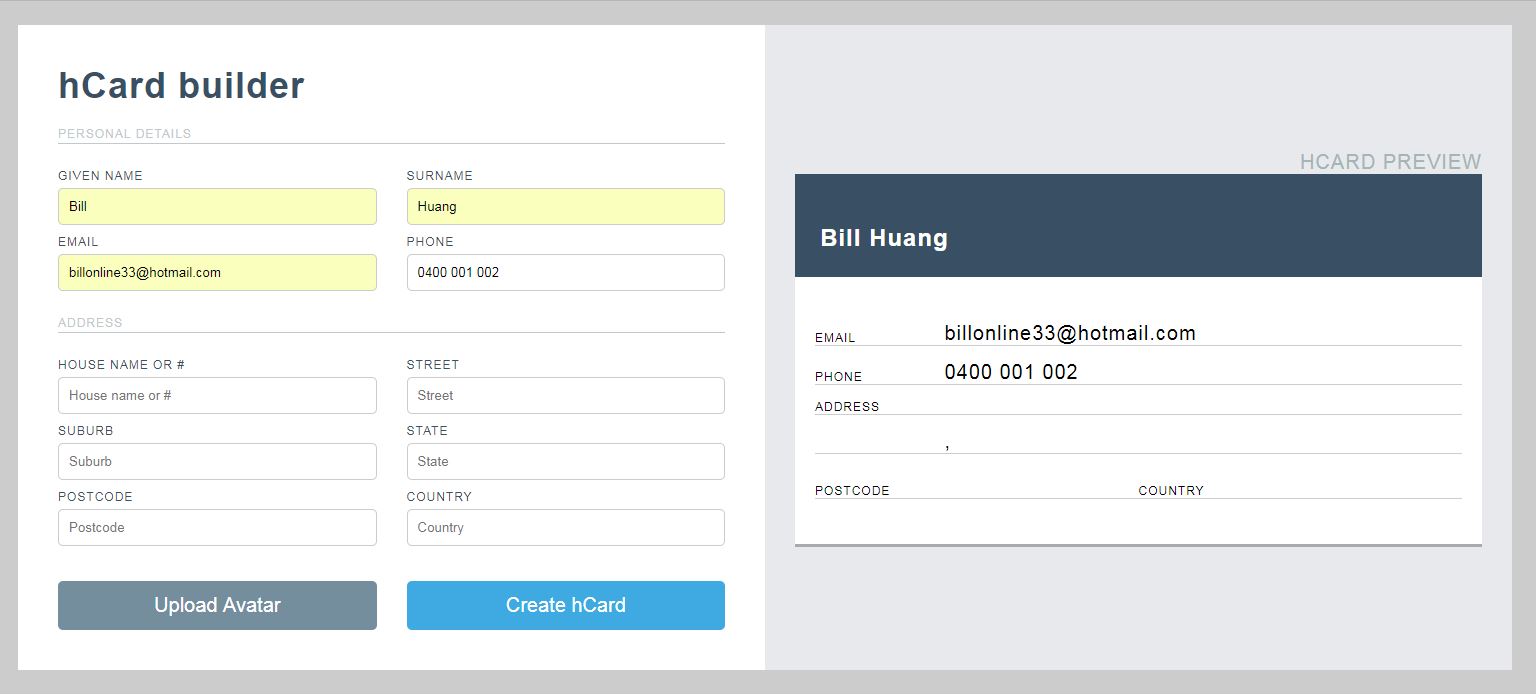 hCard builder
PERSONAL DETAILS
GIVEN NAME SURNAME
Bill Huang
EMAIL PHONE
billonline33@hotmail.com 0400 001 002
ADDRESS
HOUSE NAME OR # STREET
House name or # Street
SUBURB STATE
Suburb State
POSTCODE COUNTRY
Postcode Country
Upload Avatar Create hCard
HCARD PREVIEW
Bill Huang
EMAIL billonline33@hotmail.com
PHONE 0400 001 002
ADDRESS
,
POSTCODE COUNTRY